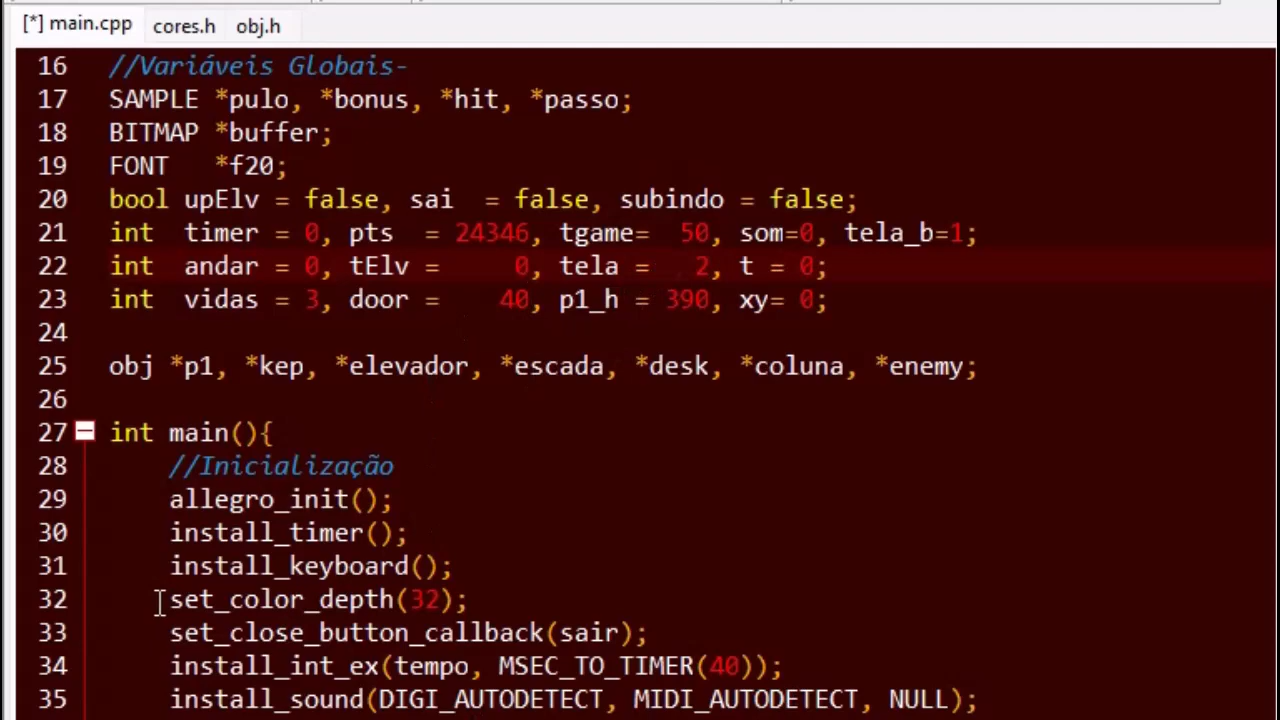 [*] main.cpp cores.h obj.h
16 //Variáveis Globais-
17 SAMPLE *pulo, *bonus, *hit, *passo;
18 BITMAP *buffer;
19 FONT   *f20;
20 bool upElv = false, sai  = false, subindo = false;
21 int  timer = 0, pts  = 24346, tgame=  50, som=0, tela_b=1;
22 int  andar = 0, tElv =     0, tela =   2, t = 0;
23 int  vidas = 3, door =    40, p1_h = 390, xy= 0;
24
25 obj *p1, *kep, *elevador, *escada, *desk, *coluna, *enemy;
26
27 int main(){
28     //Inicialização
29     allegro_init();
30     install_timer();
31     install_keyboard();
32     set_color_depth(32);
33     set_close_button_callback(sair);
34     install_int_ex(tempo, MSEC_TO_TIMER(40));
35     install_sound(DIGI_AUTODETECT, MIDI_AUTODETECT, NULL);